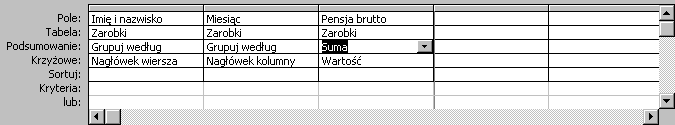 Pole: Imię i nazwisko Miesiąc Pensja brutto
Tabela: Zarobki Zarobki Zarobki
Podsumowanie: Grupuj według Grupuj według Suma
Krzyżowe: Nagłówek wiersza Nagłówek kolumny Wartość
Sortuj:
Kryteria:
lub: